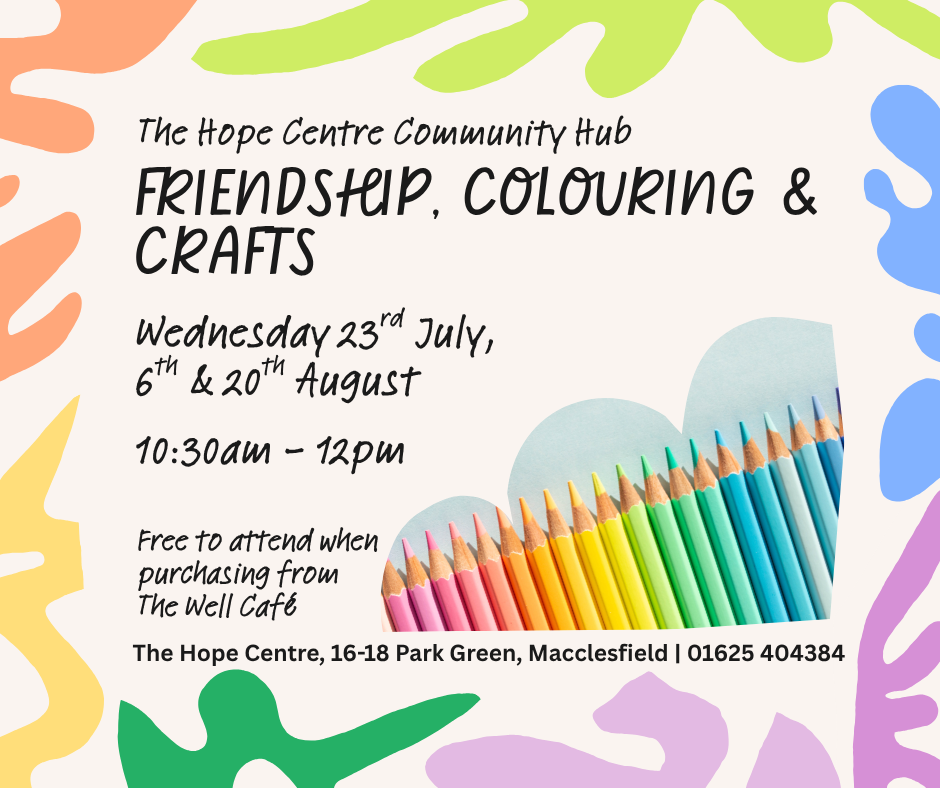 The Hope Centre Community Hub
FRIENDSHIP, COLOURING &
CRAFTS
Wednesday 23rd July,
6th & 20th August
10:30am – 12pm
Free to attend when
purchasing from
The Well Café
The Hope Centre, 16-18 Park Green, Macclesfield | 01625 404384